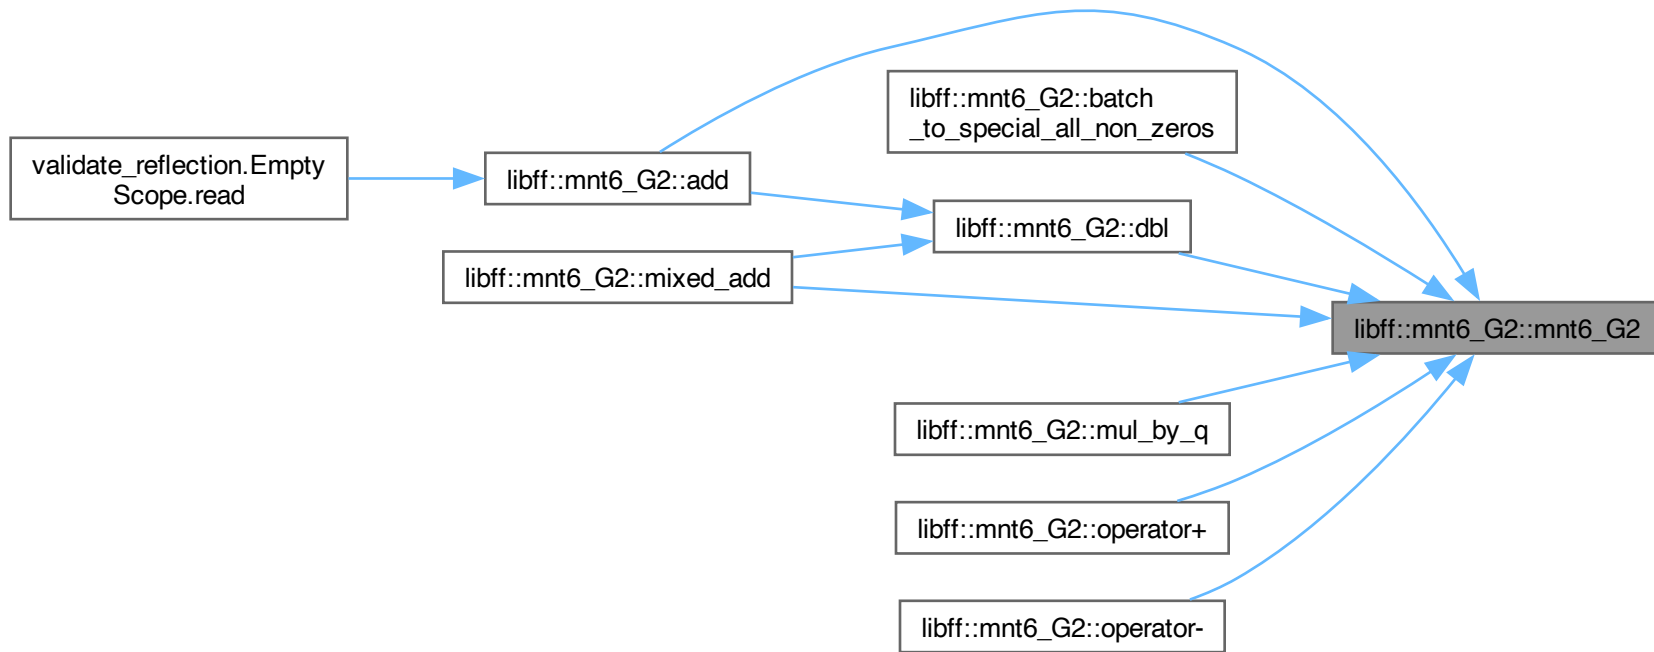 validate_reflection.Empty
Scope.read
libff::mnt6_G2::add
libff::mnt6_G2::mixed_add
libff::mnt6_G2::batch
_to_special_all_non_zeros
libff::mnt6_G2::dbl
libff::mnt6_G2::mul_by_q
libff::mnt6_G2::operator+
libff::mnt6_G2::operator-
libff::mnt6_G2::mnt6_G2